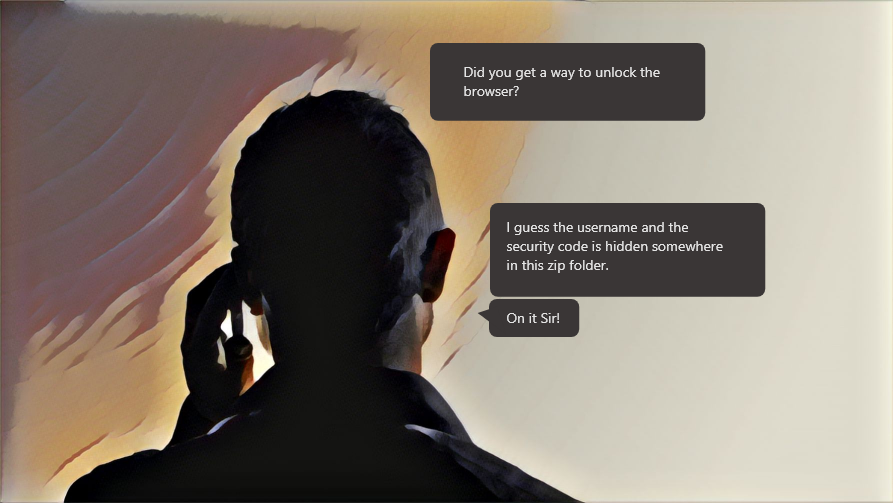 Did you get a way to unlock the
browser?
I guess the username and the
security code is hidden somewhere
in this zip folder.
On it Sir!